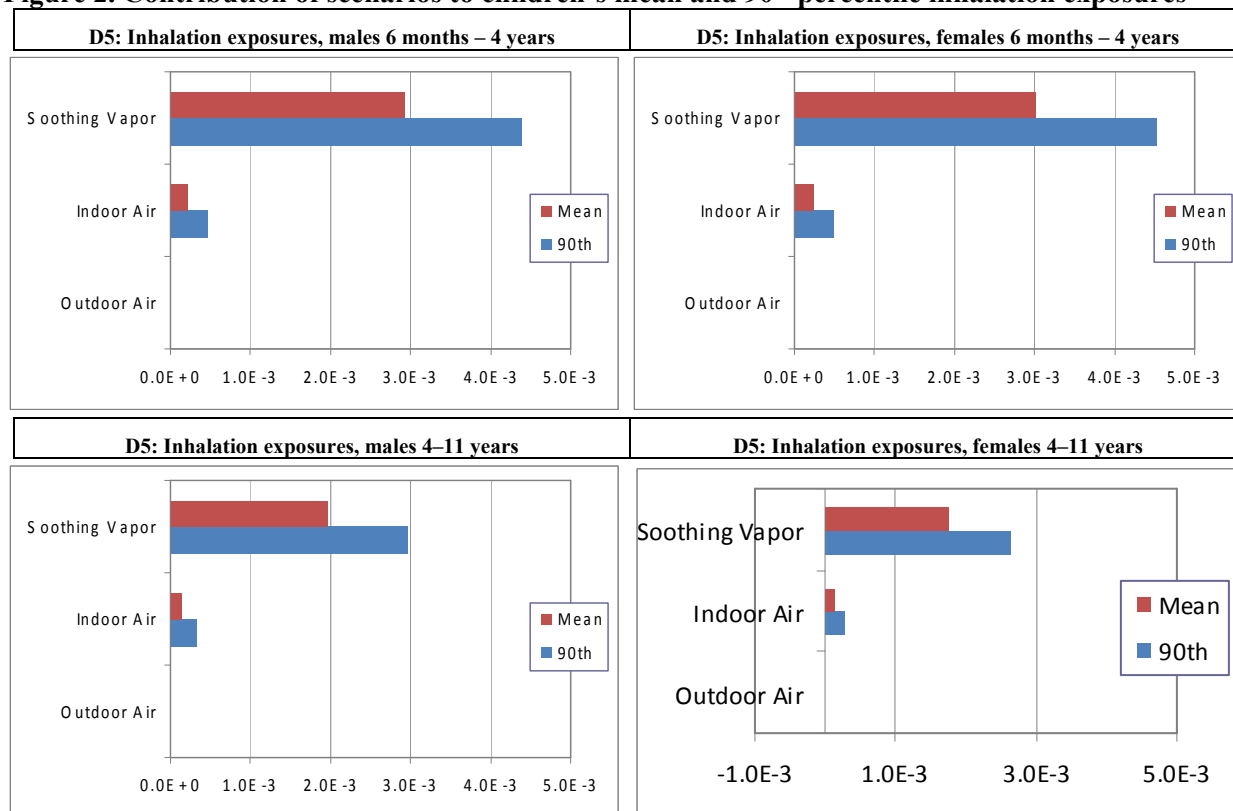 D5: Inhalation exposures, males 6 months – 4 years
D5: Inhalation exposures, females 6 months – 4 years
Soothing Vapor
Indoor Air
Outdoor Air
Mean
90th
0.0E+0 1.0E-3 2.0E-3 3.0E-3 4.0E-3 5.0E-3
Soothing Vapor
Indoor Air
Outdoor Air
Mean
90th
0.0E+0 1.0E-3 2.0E-3 3.0E-3 4.0E-3 5.0E-3
D5: Inhalation exposures, males 4–11 years
D5: Inhalation exposures, females 4–11 years
Soothing Vapor
Indoor Air
Outdoor Air
Mean
90th
0.0E+0 1.0E-3 2.0E-3 3.0E-3 4.0E-3 5.0E-3
Soothing Vapor
Indoor Air
Outdoor Air
Mean
90th
-1.0E-3 1.0E-3 3.0E-3 5.0E-3